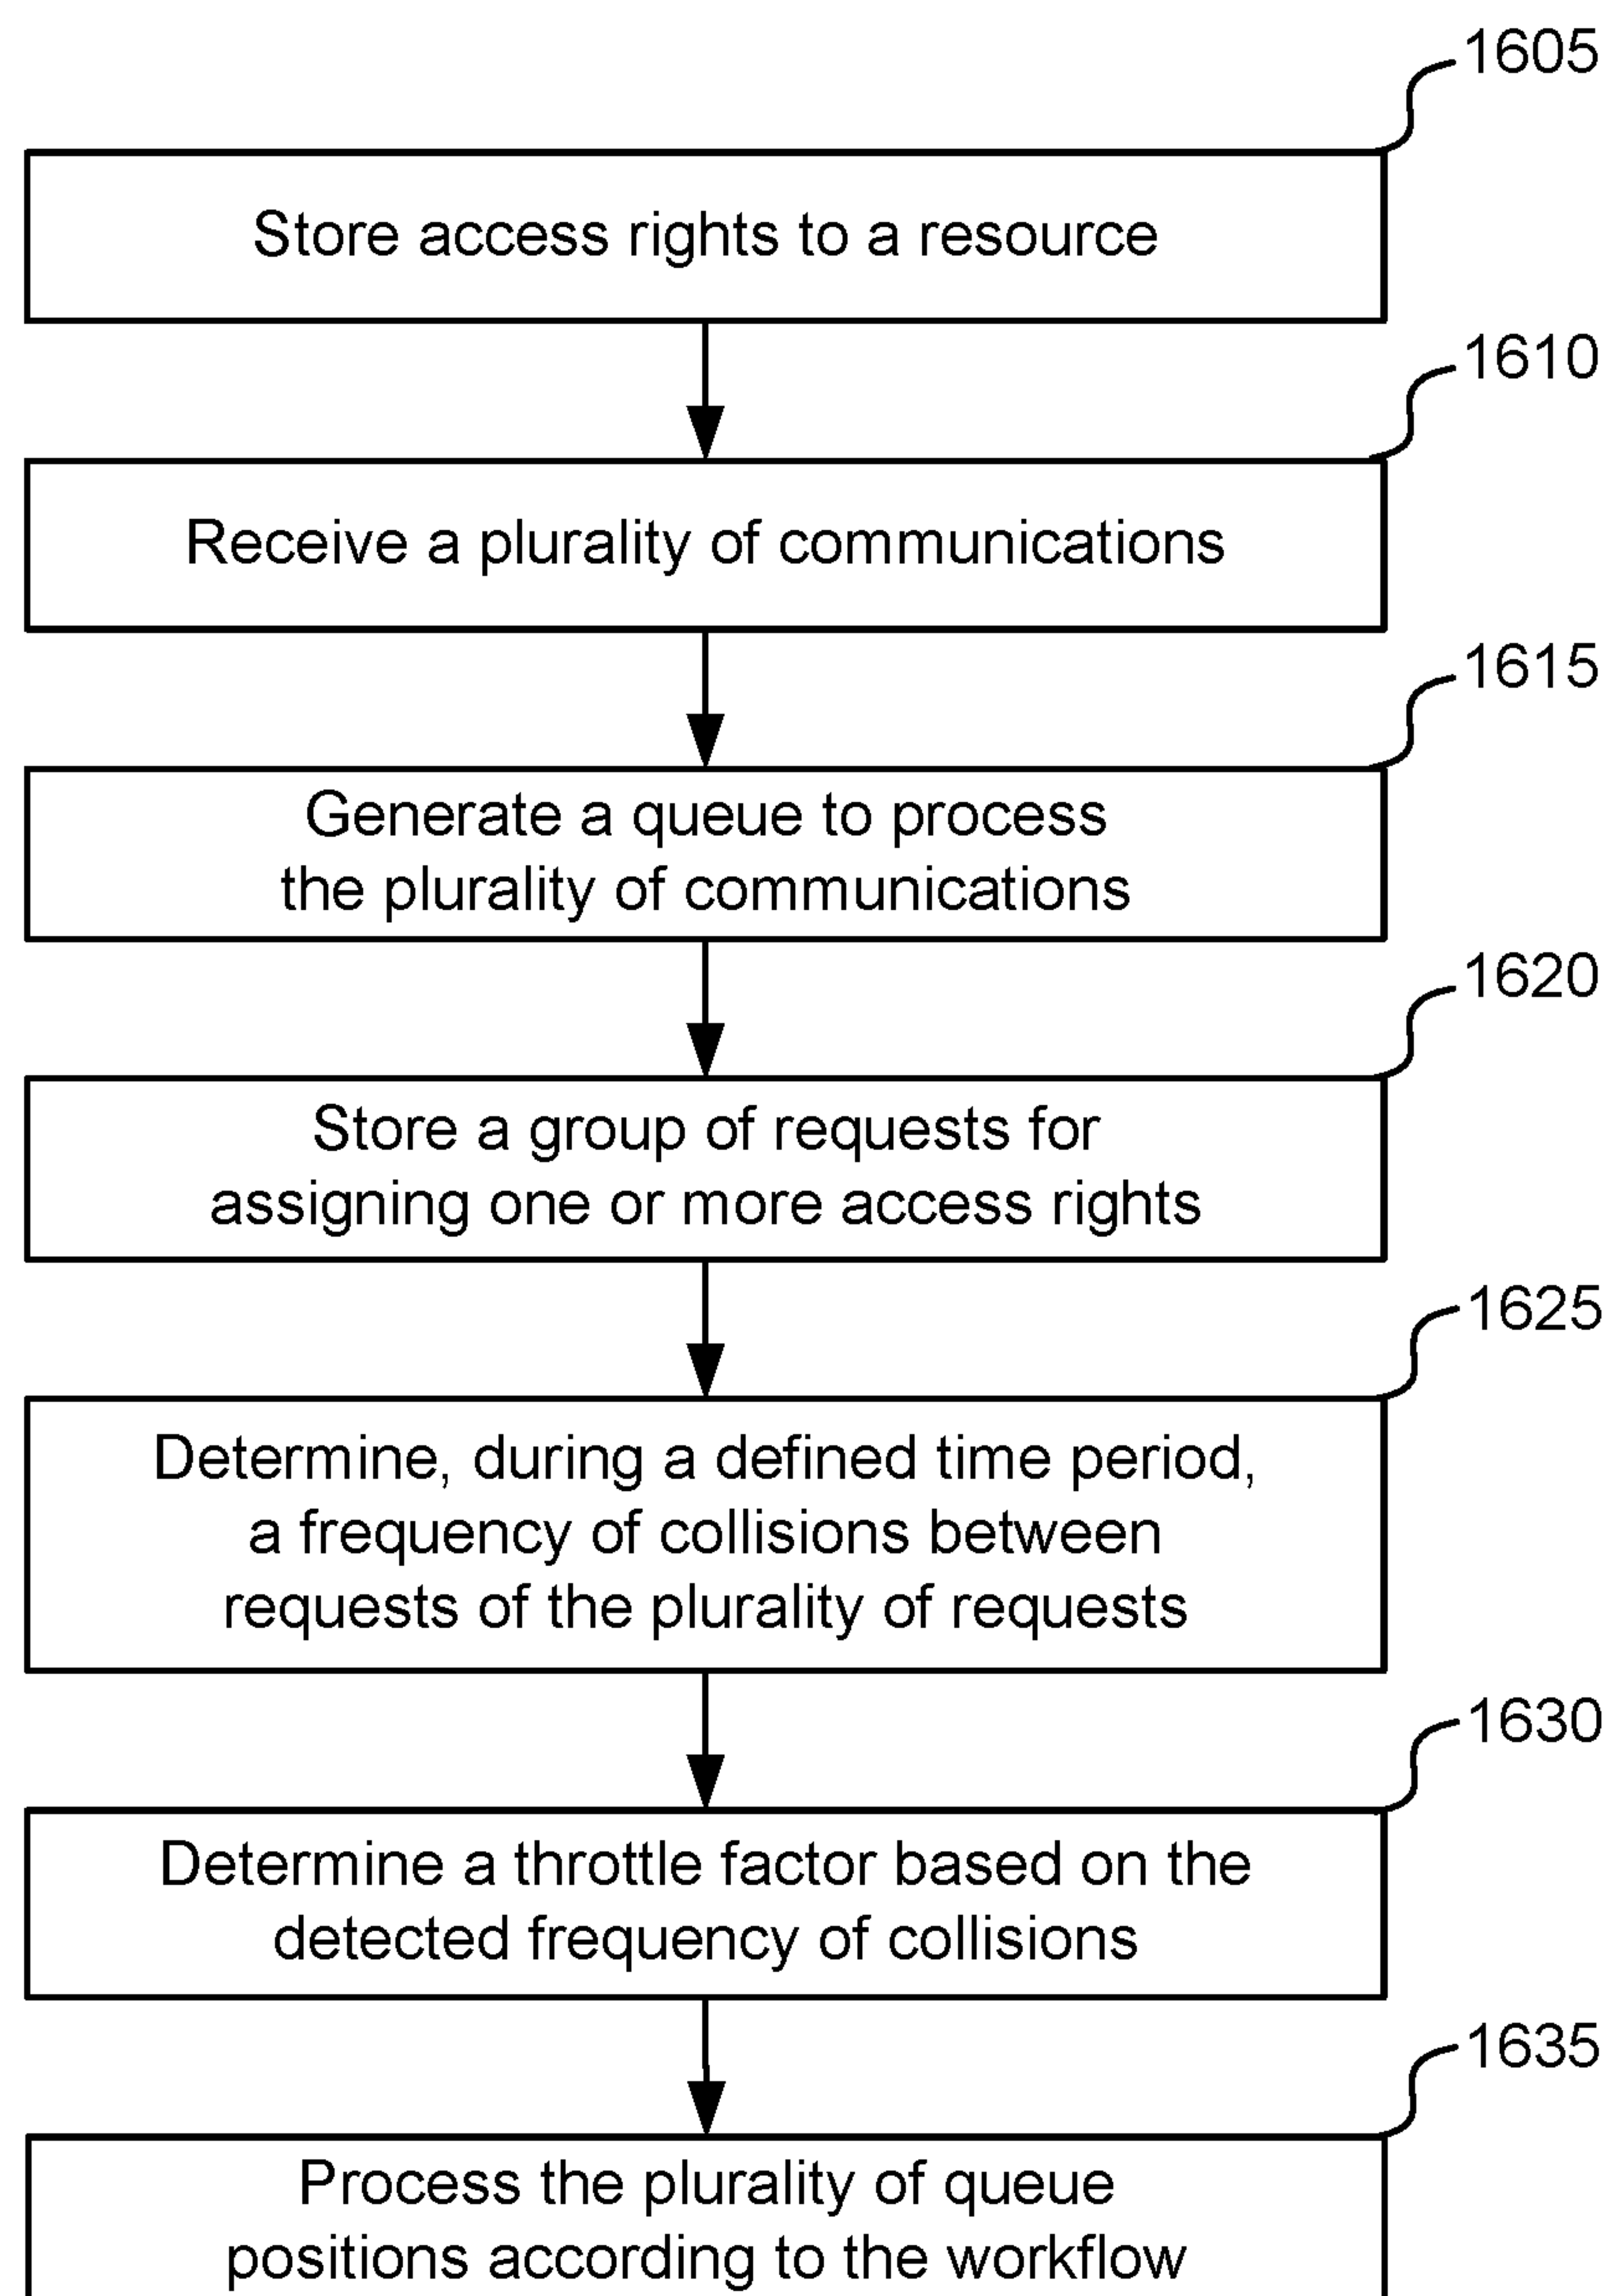 1605
Store access rights to a resource
1610
Receive a plurality of communications
1615
Generate a queue to process
the plurality of communications
1620
Store a group of requests for
assigning one or more access rights
1625
Determine, during a defined time period,
a frequency of collisions between
requests of the plurality of requests
1630
Determine a throttle factor based on the
detected frequency of collisions
1635
Process the plurality of queue
positions according to the workflow